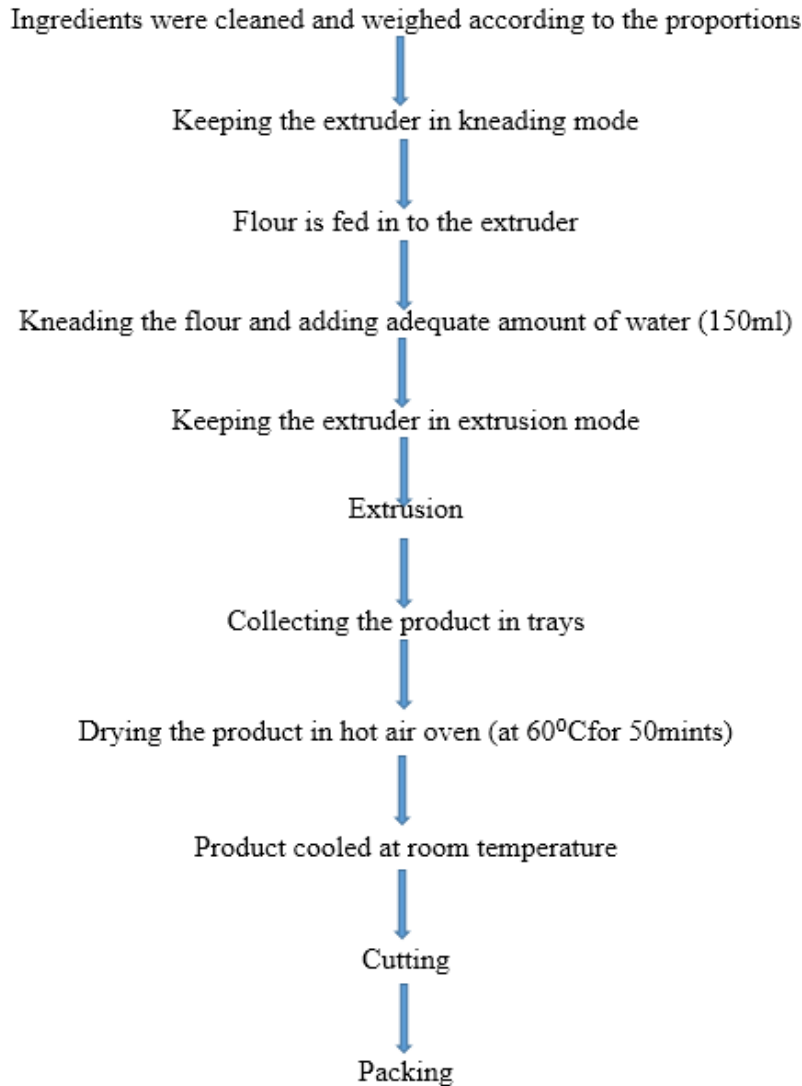 Ingredients were cleaned and weighed according to the proportions
Keeping the extruder in kneading mode
Flour is fed in to the extruder
Kneading the flour and adding adequate amount of water (150ml)
Keeping the extruder in extrusion mode
Extrusion
Collecting the product in trays
Drying the product in hot air oven (at 60⁰Cfor 50mints)
Product cooled at room temperature
Cutting
Packing